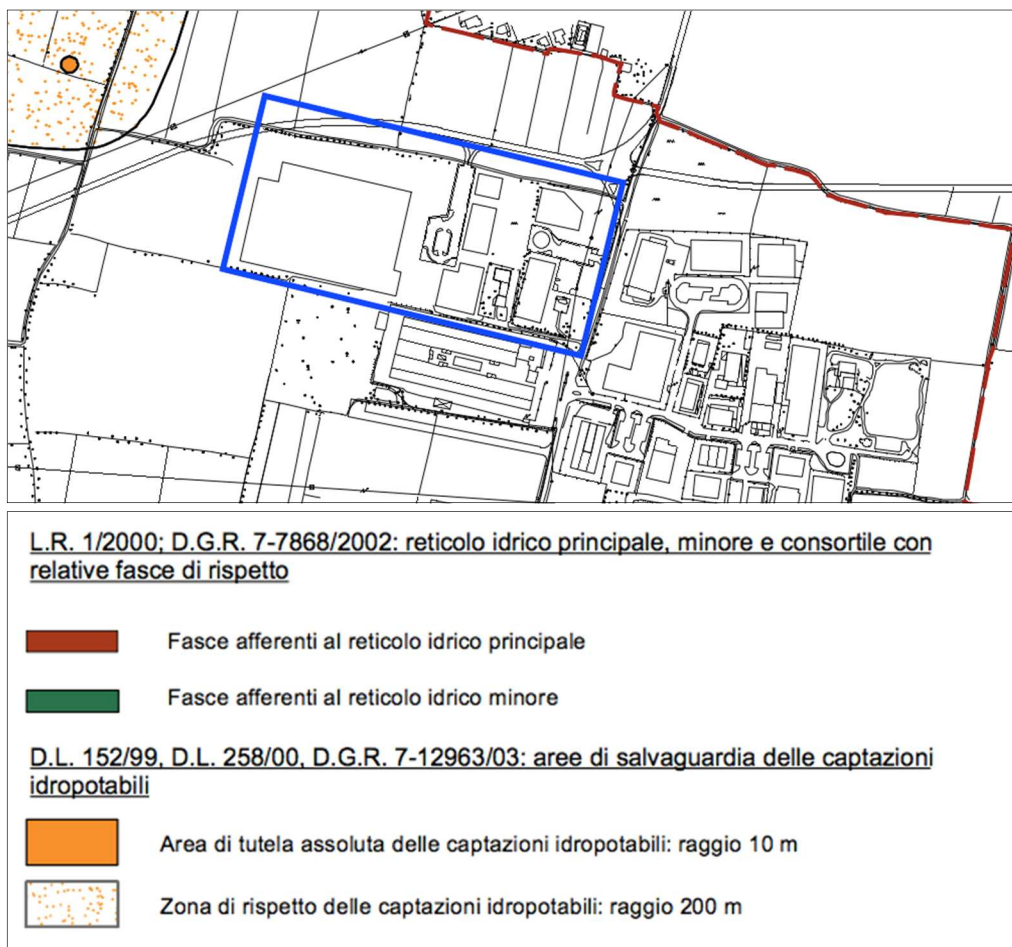 L.R. 1/2000; D.G.R. 7-7868/2002: reticolo idrico principale, minore e consortile con
relative fasce di rispetto
Fasce afferenti al reticolo idrico principale
Fasce afferenti al reticolo idrico minore
D.L. 152/99, D.L. 258/00, D.G.R. 7-12963/03: aree di salvaguardia delle captazioni
idropotabili
Area di tutela assoluta delle captazioni idropotabili: raggio 10 m
Zona di rispetto delle captazioni idropotabili: raggio 200 m